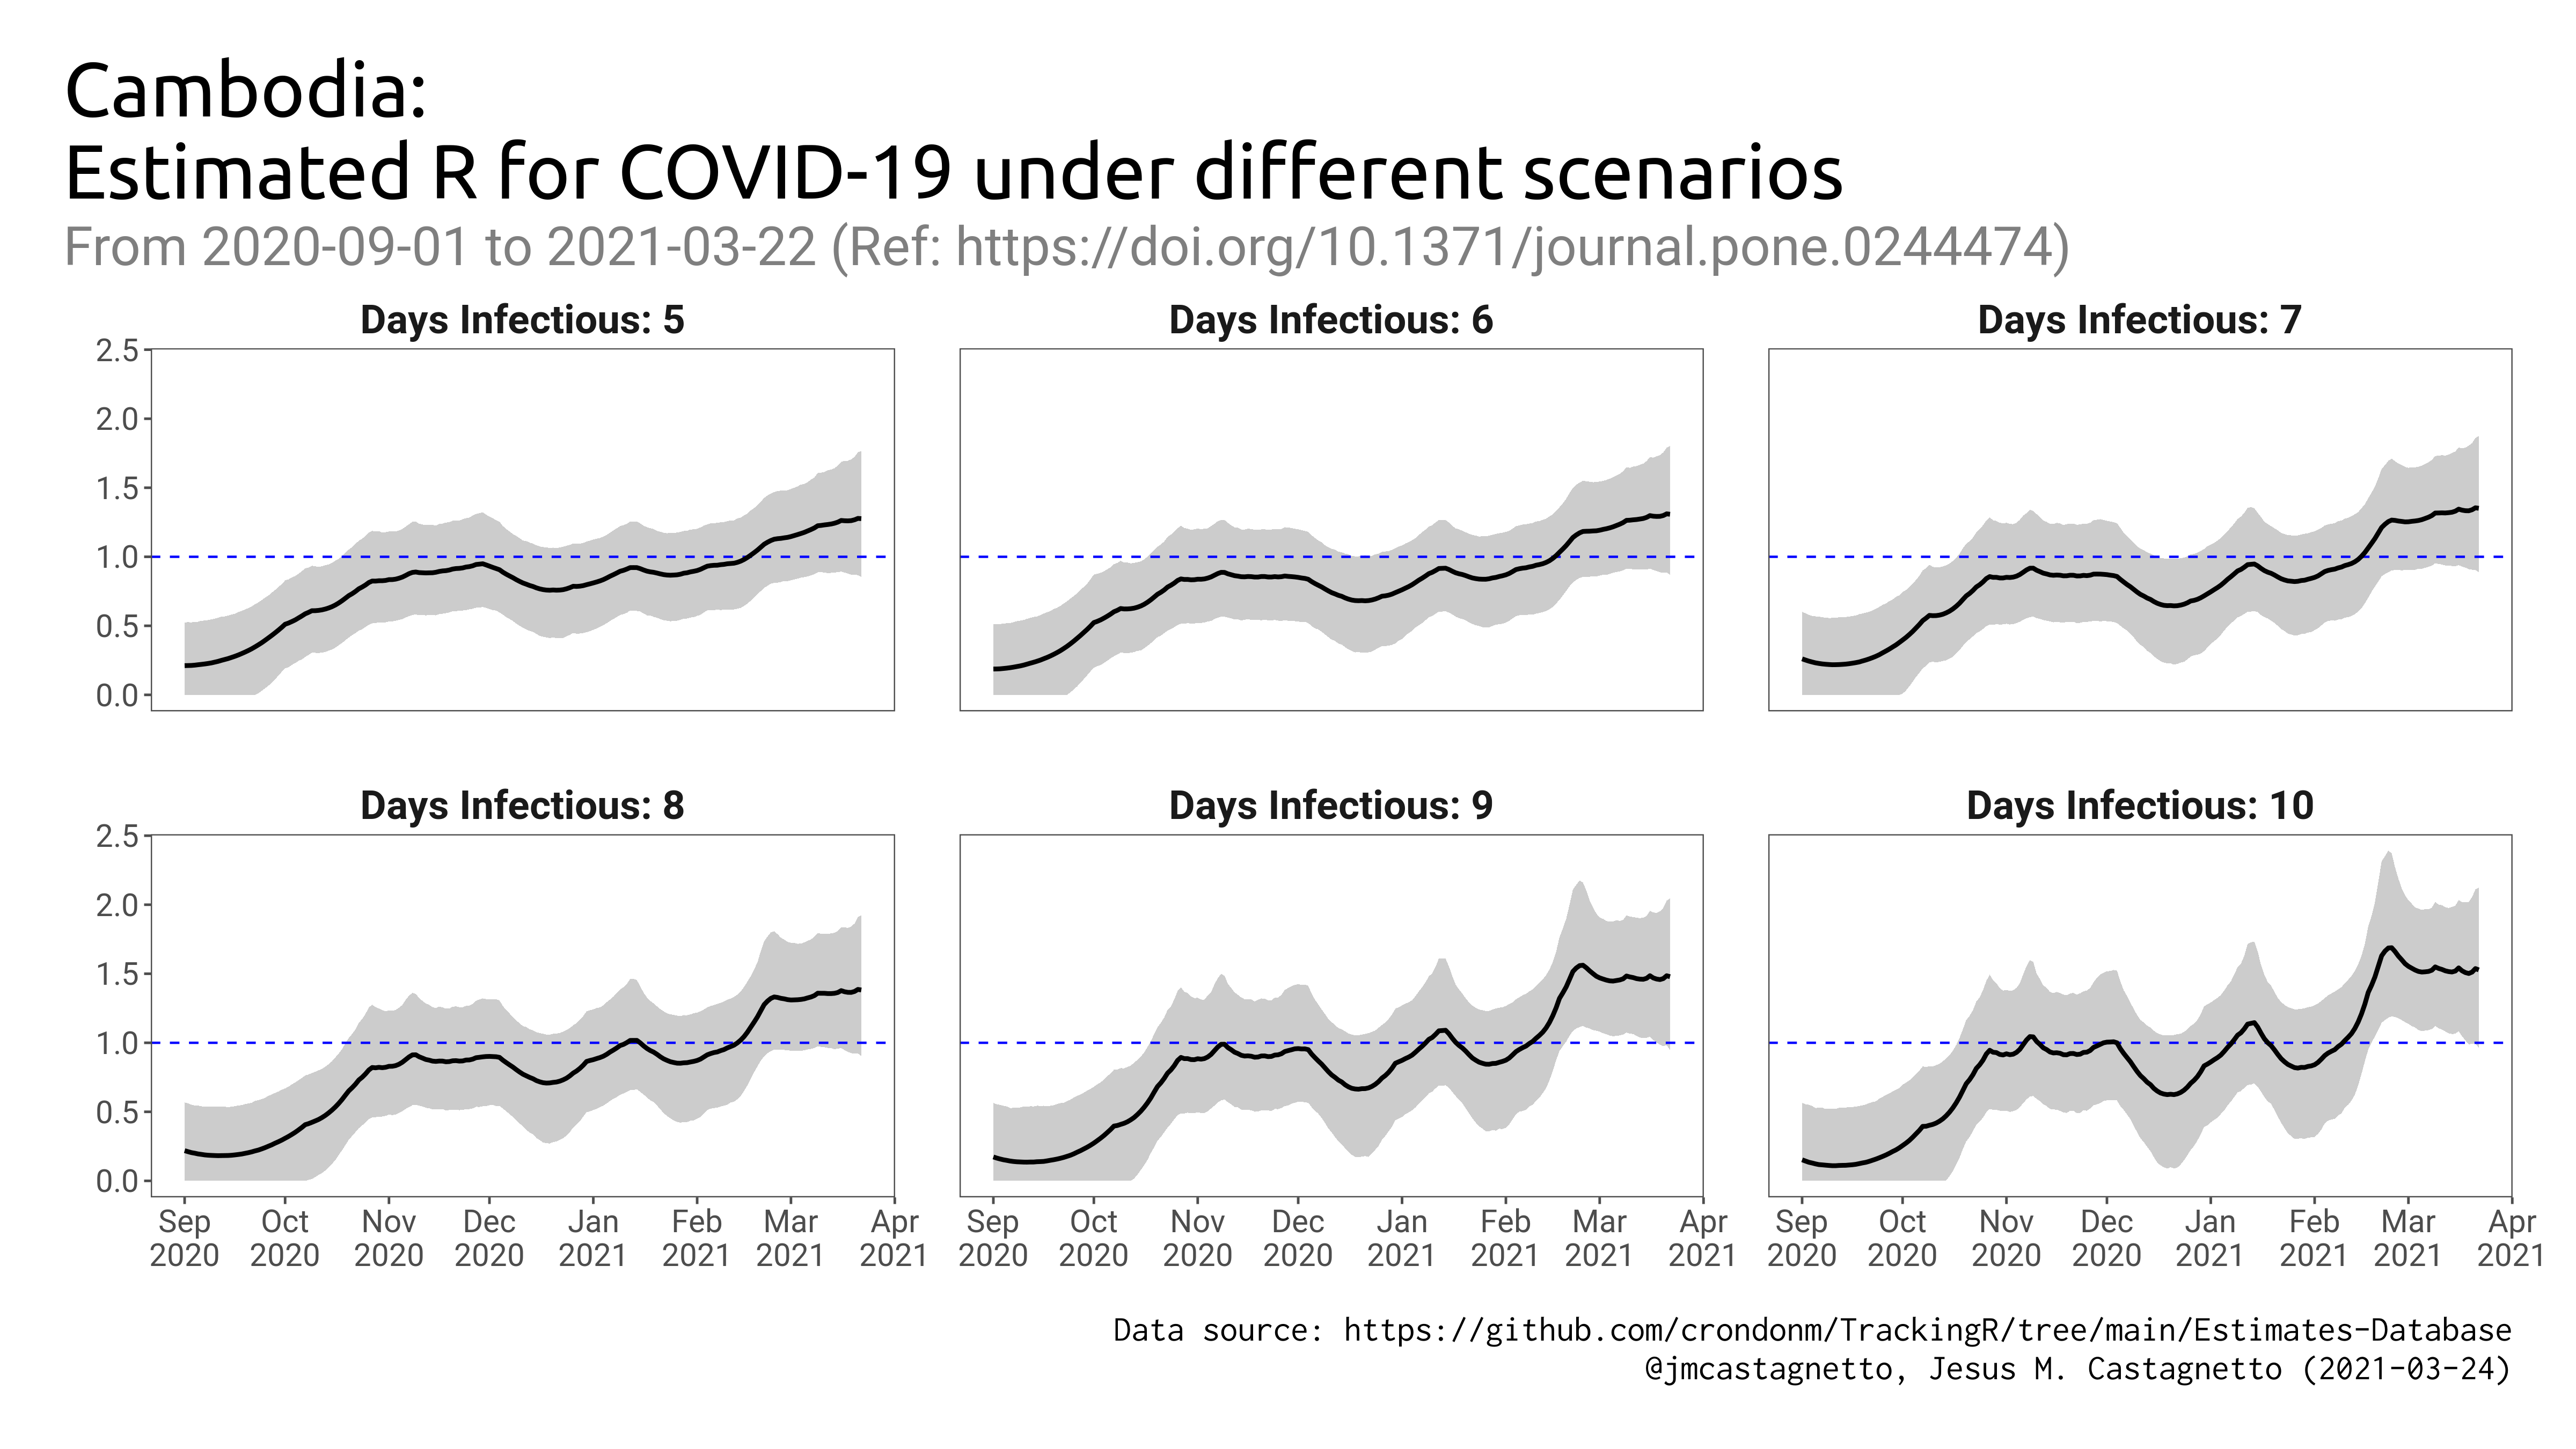 Cambodia:
Estimated R for COVID-19 under different scenarios
From 2020-09-01 to 2021-03-22 (Ref: https://doi.org/10.1371/journal.pone.0244474)
Days Infectious: 5
Days Infectious: 6
Days Infectious: 7
2.5
2.0
1.5
1.0
0.5
0.0
Days Infectious: 8
Days Infectious: 9
Days Infectious: 10
2.5
2.0
1.5
1.0
0.5
0.0
Sep Oct Nov Dec Jan Feb Mar Apr
2020 2020 2020 2020 2021 2021 2021 2021
Sep Oct Nov Dec Jan Feb Mar Apr
2020 2020 2020 2020 2021 2021 2021 2021
Sep Oct Nov Dec Jan Feb Mar Apr
2020 2020 2020 2020 2021 2021 2021 2021
Data source: https://github.com/crondonm/TrackingR/tree/main/Estimates-Database
@jmcastagnetto, Jesus M. Castagnetto (2021-03-24)